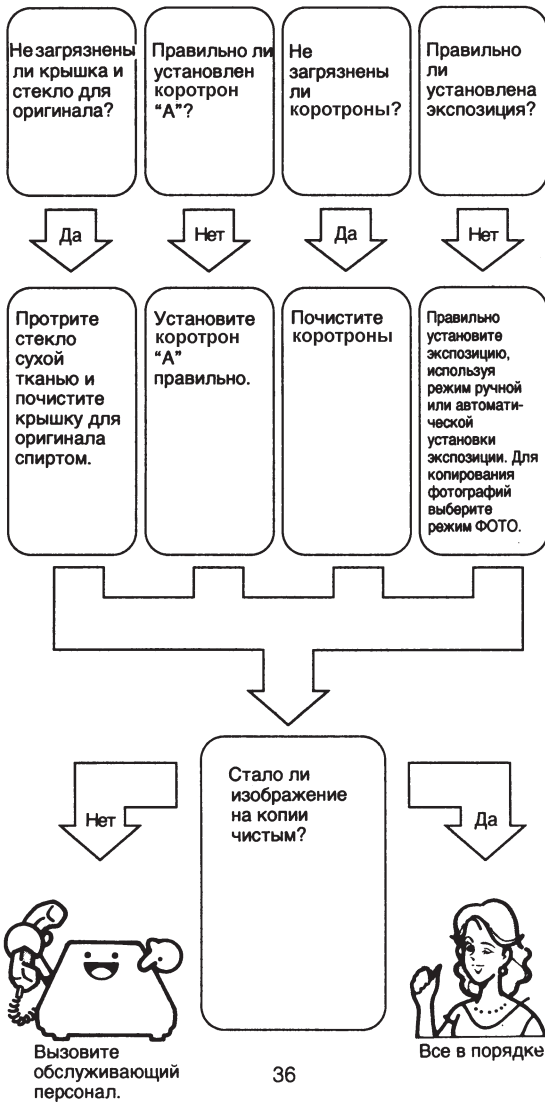 Не загрязнены
ли крышка и
стекло для
оригинала?
Правильно ли
установлен
коротрон
“А”?
Не
загрязнены
ли
коротроны?
Правильно
ли
установлена
экспозиция?
Да
Нет
Да
Нет
Протрите
стекло
сухой
тканью и
почистите
крышку для
оригинала
спиртом.
Установите
коротрон
“А”
правильно.
Почистите
коротроны
Правильно
установите
экспозицию,
используя
режим ручной
или автомати-
ческой
установки
экспозиции. Для
копирования
фотографий
выберите
режим ФОТО.
Стало ли
изображение
на копии
чистым?
Нет
Да
Вызовите
обслуживающий
персонал.
Все в порядке
36